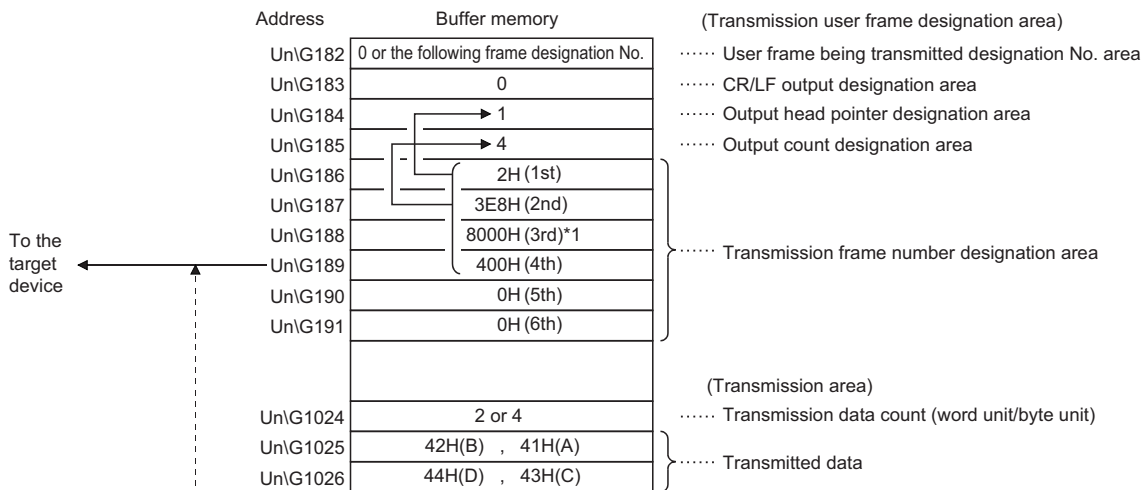 Address Buffer memory (Transmission user frame designation area)
Un\G182 0 or the following frame designation No. ······ User frame being transmitted designation No. area
Un\G183 0 ······ CR/LF output designation area
Un\G184 1 ······ Output head pointer designation area
Un\G185 4 ······ Output count designation area
Un\G186 2H (1st)
Un\G187 3E8H (2nd)
Un\G188 8000H (3rd)*1 ······ Transmission frame number designation area
To the
target
device
Un\G189 400H (4th)
Un\G190 0H (5th)
Un\G191 0H (6th)
(Transmission area)
Un\G1024 2 or 4 ······ Transmission data count (word unit/byte unit)
Un\G1025 42H(B) , 41H(A) ······ Transmitted data
Un\G1026 44H(D) , 43H(C)